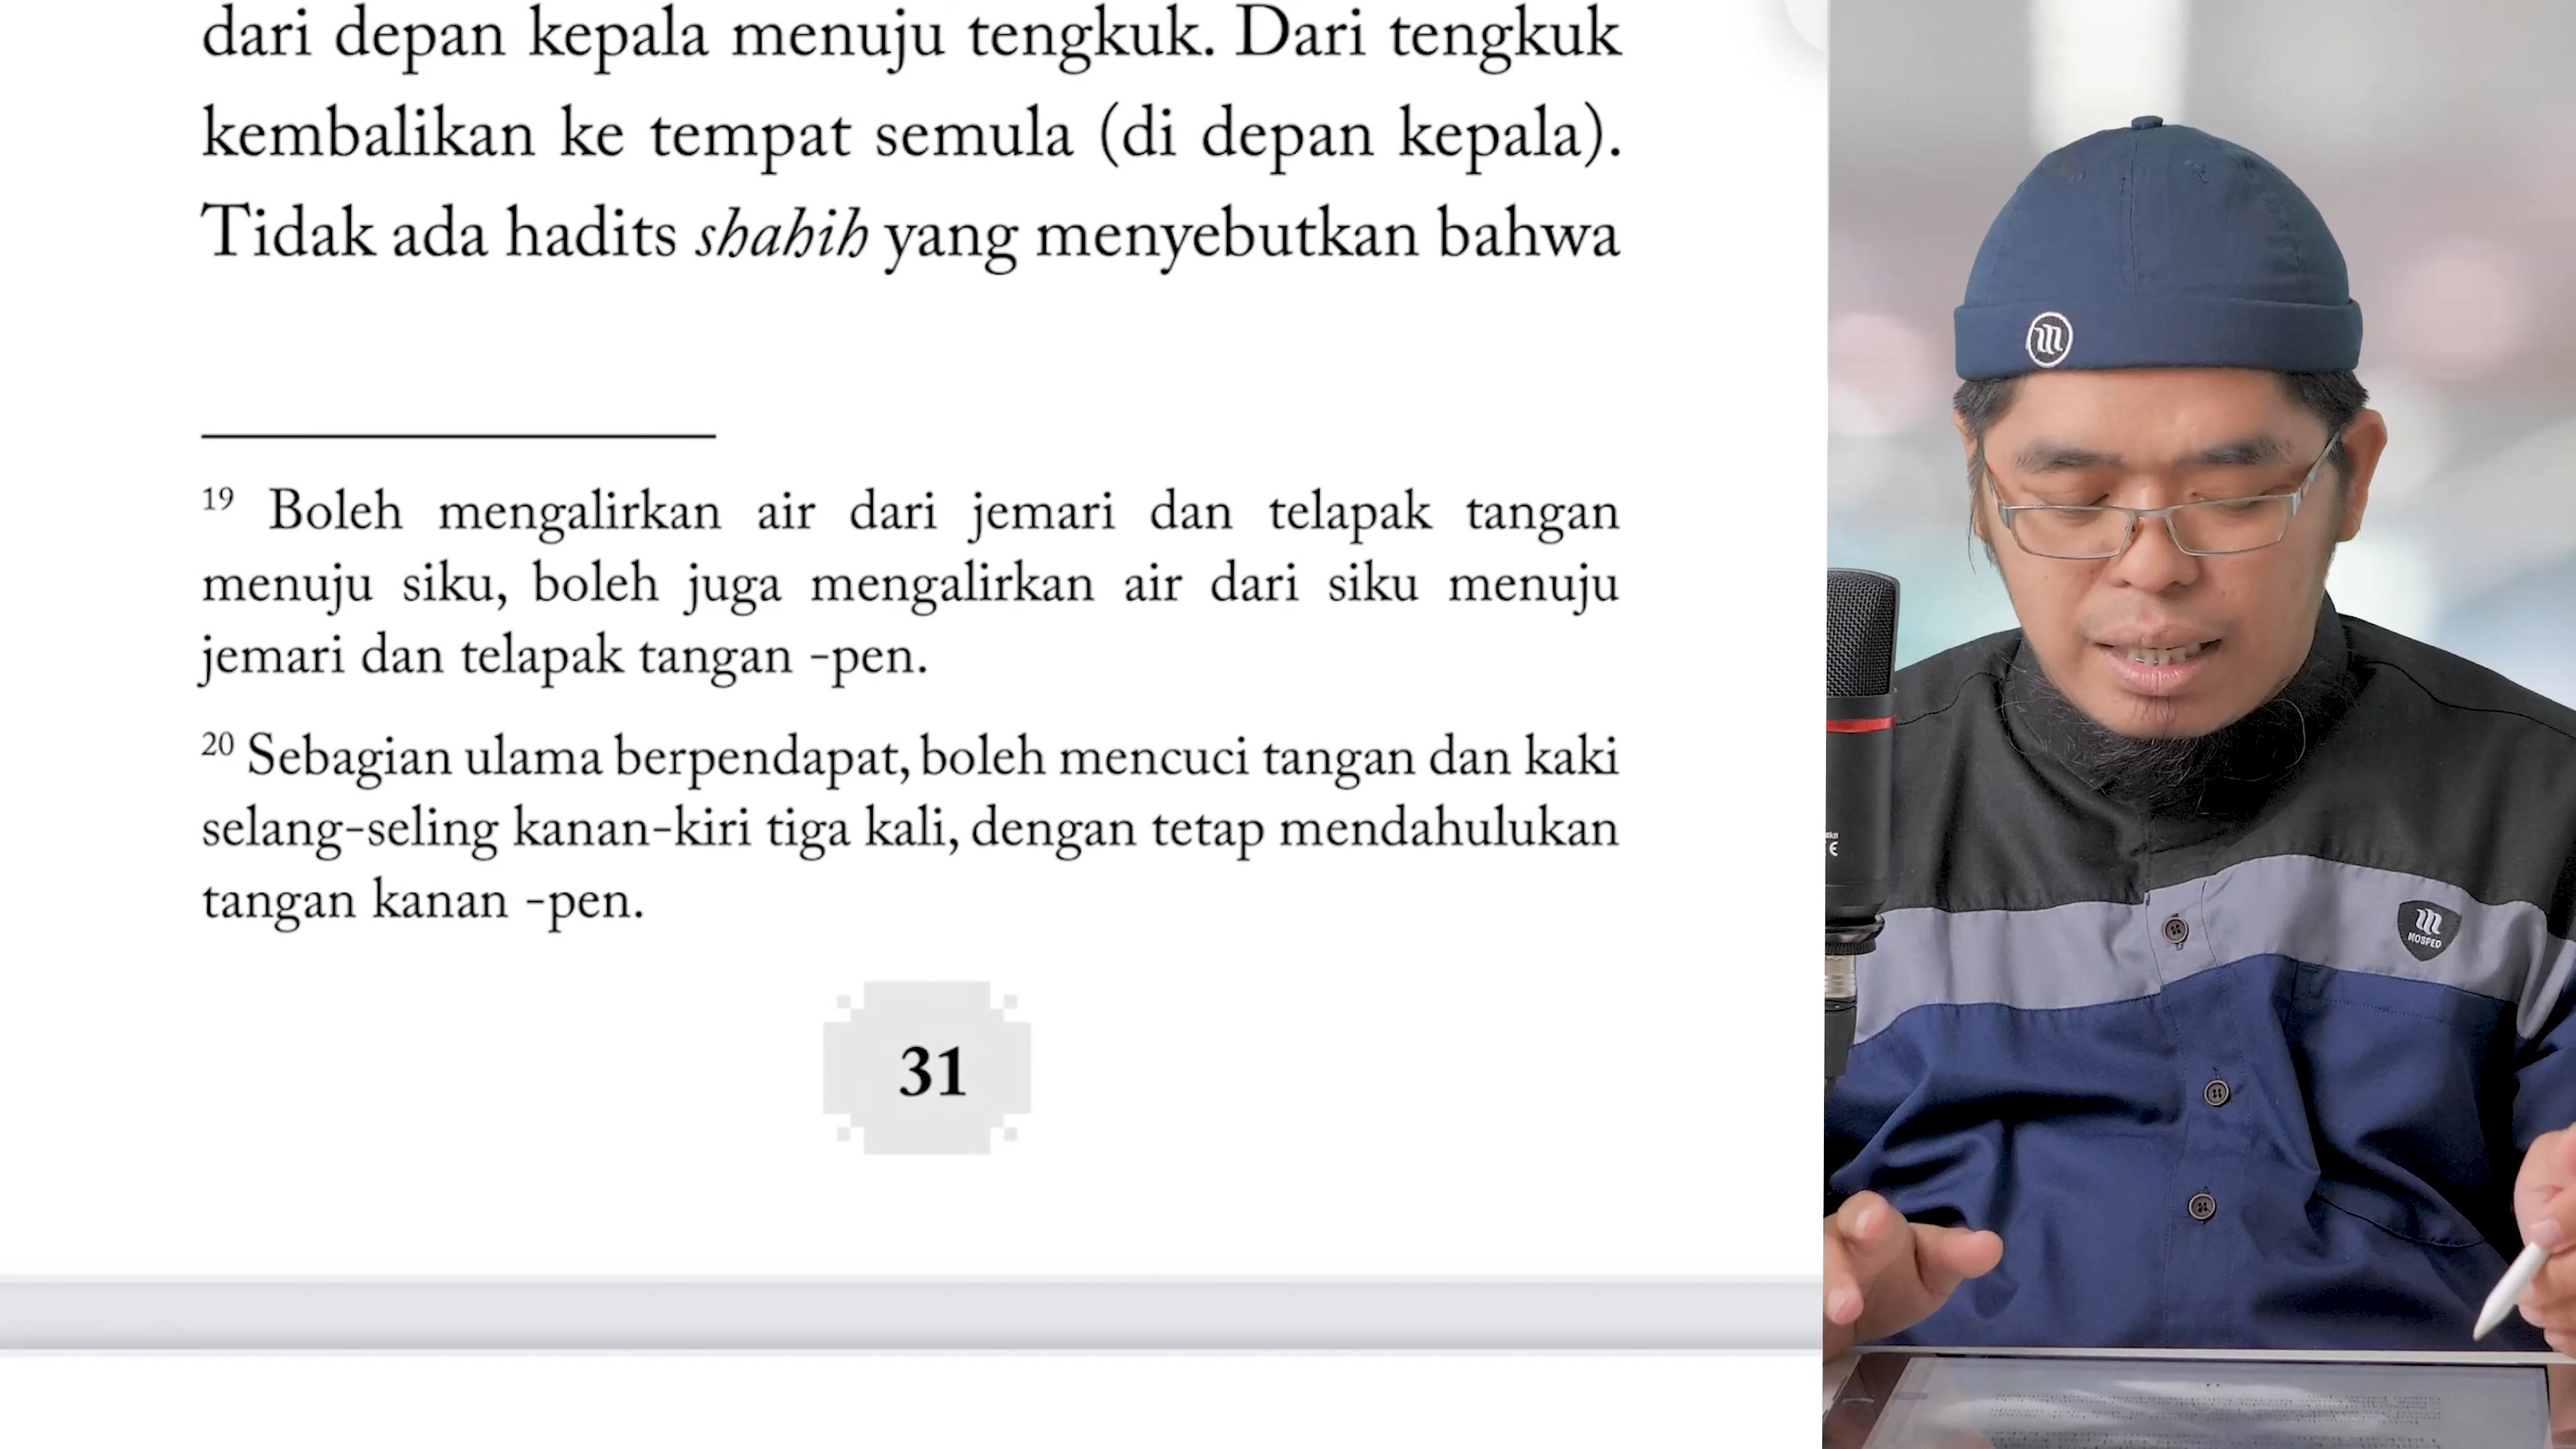 dari depan kepala menuju tengkuk. Dari tengkuk
kembalikan ke tempat semula (di depan kepala).
Tidak ada hadits shahih yang menyebutkan bahwa
19 Boleh mengalirkan air dari jemari dan telapak tangan
menuju siku, boleh juga mengalirkan air dari siku menuju
jemari dan telapak tangan -pen.
20 Sebagian ulama berpendapat, boleh mencuci tangan dan kaki
selang-seling kanan-kiri tiga kali, dengan tetap mendahulukan
tangan kanan -pen.
31
MOSPED